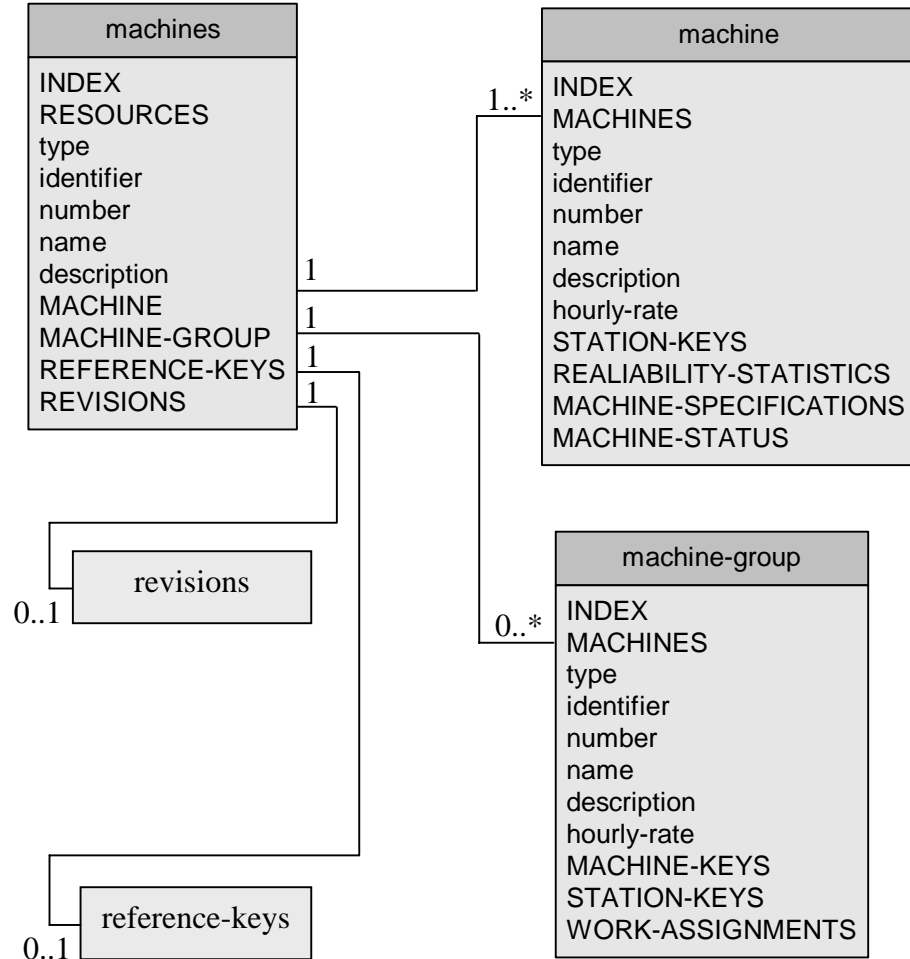 machines
INDEX
RESOURCES
type
identifier
number
name
description
MACHINE
MACHINE-GROUP
REFERENCE-KEYS
REVISIONS
1
1
1
1
machine
INDEX
MACHINES
type
identifier
number
name
description
hourly-rate
STATION-KEYS
REALIABILITY-STATISTICS
MACHINE-SPECIFICATIONS
MACHINE-STATUS
1..*
revisions
0..1
machine-group
INDEX
MACHINES
type
identifier
number
name
description
hourly-rate
MACHINE-KEYS
STATION-KEYS
WORK-ASSIGNMENTS
0..*
reference-keys
0..1